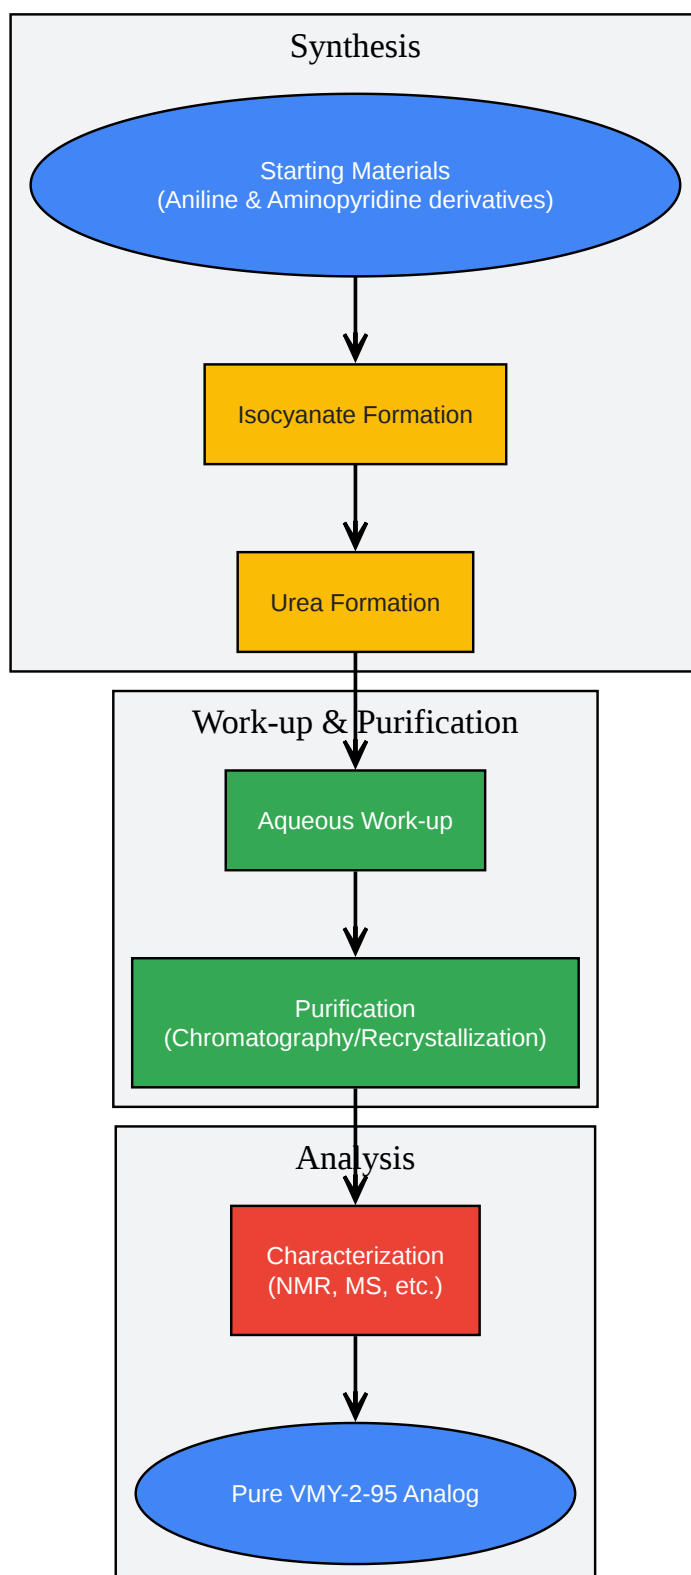 Synthesis
Starting Materials
(Aniline & Aminopyridine derivatives)
Isocyanate Formation
Urea Formation
Work-up & Purification
Aqueous Work-up
Purification
(Chromatography/Recrystallization)
Analysis
Characterization
(NMR, MS, etc.)
Pure VMY-2-95 Analog